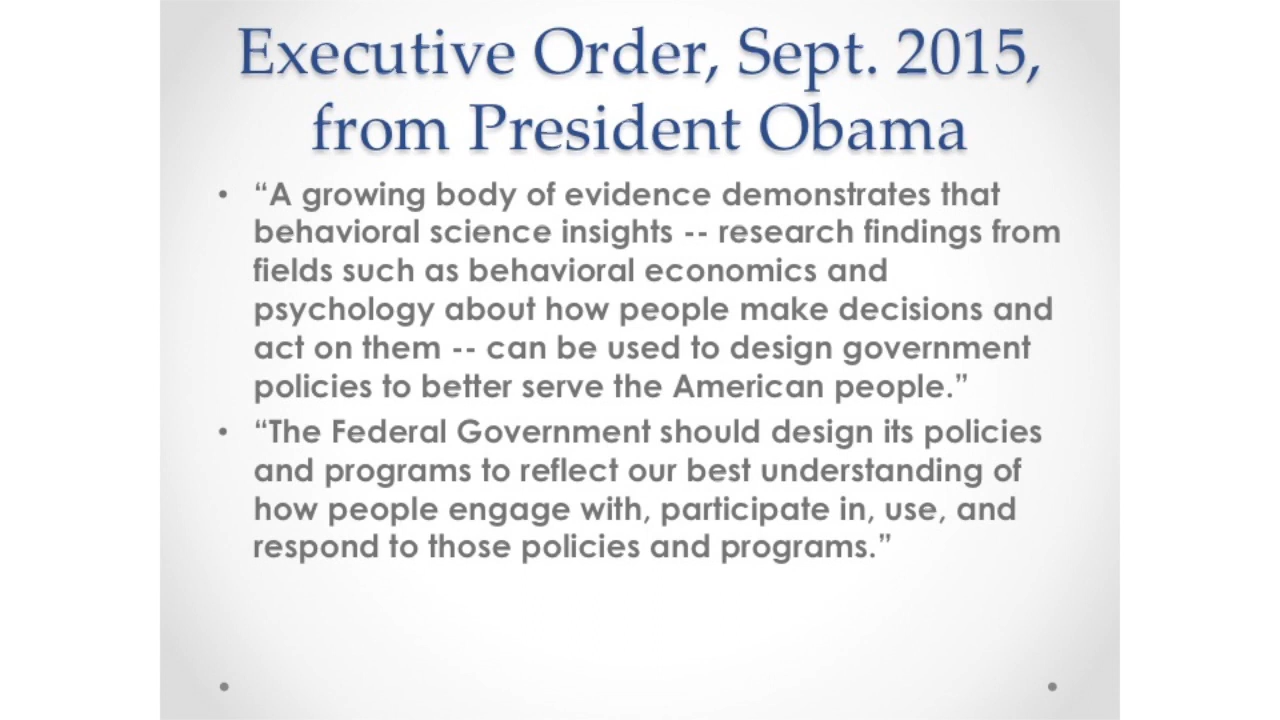 Executive Order, Sept. 2015,
from President Obama
• “A growing body of evidence demonstrates that
behavioral science insights -- research findings from
fields such as behavioral economics and
psychology about how people make decisions and
act on them -- can be used to design government
policies to better serve the American people.”
• “The Federal Government should design its policies
and programs to reflect our best understanding of
how people engage with, participate in, use, and
respond to those policies and programs.”